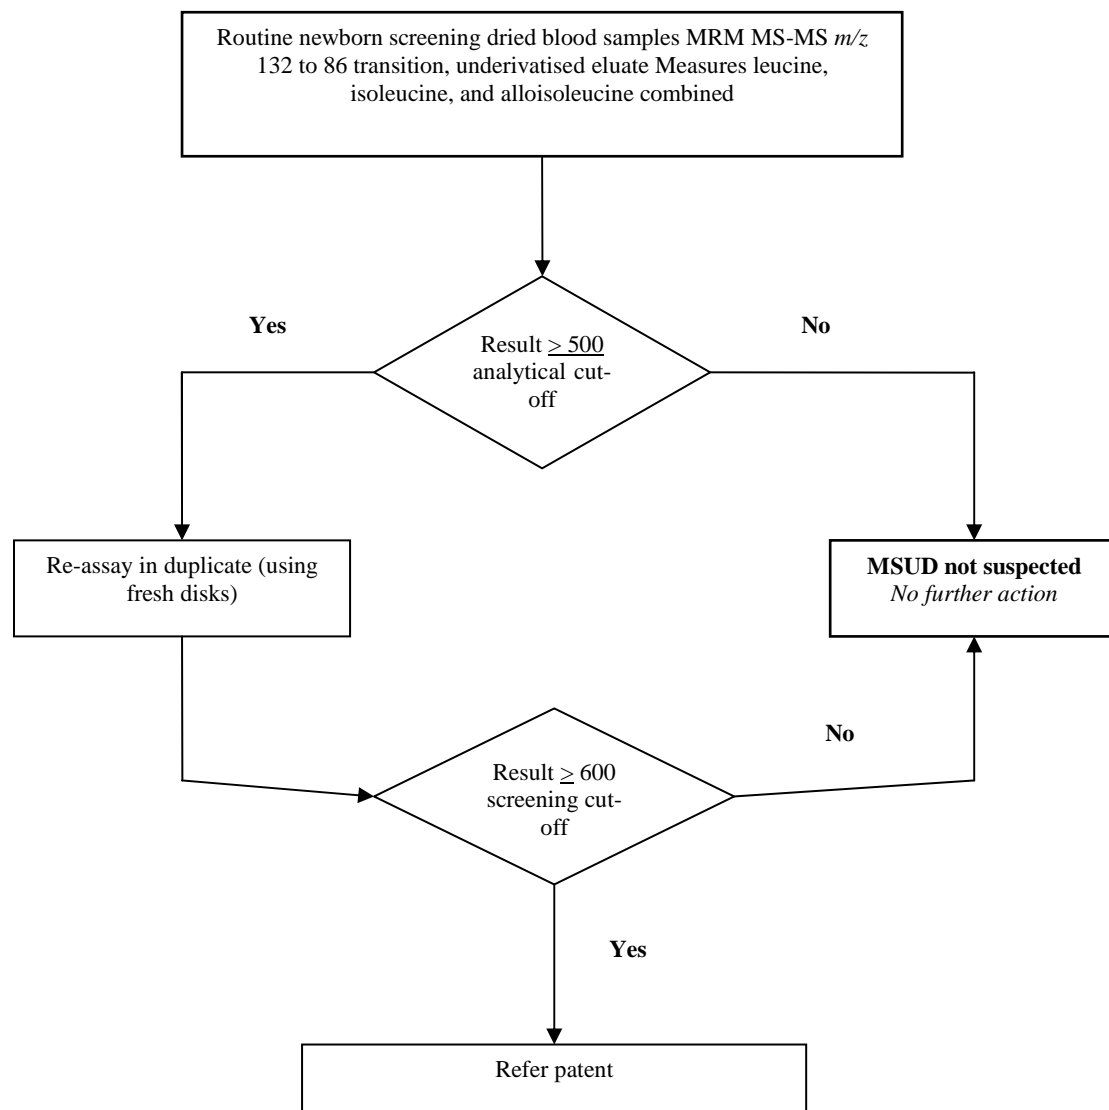 Routine newborn screening dried blood samples MRM MS-MS m/z
132 to 86 transition, underivatised eluate Measures leucine,
isoleucine, and alloisoleucine combined
Yes
No
Result ≥ 500
analytical cut-
off
Re-assay in duplicate (using
fresh disks)
MSUD not suspected
No further action
No
Result ≥ 600
screening cut-
off
Yes
Refer patent